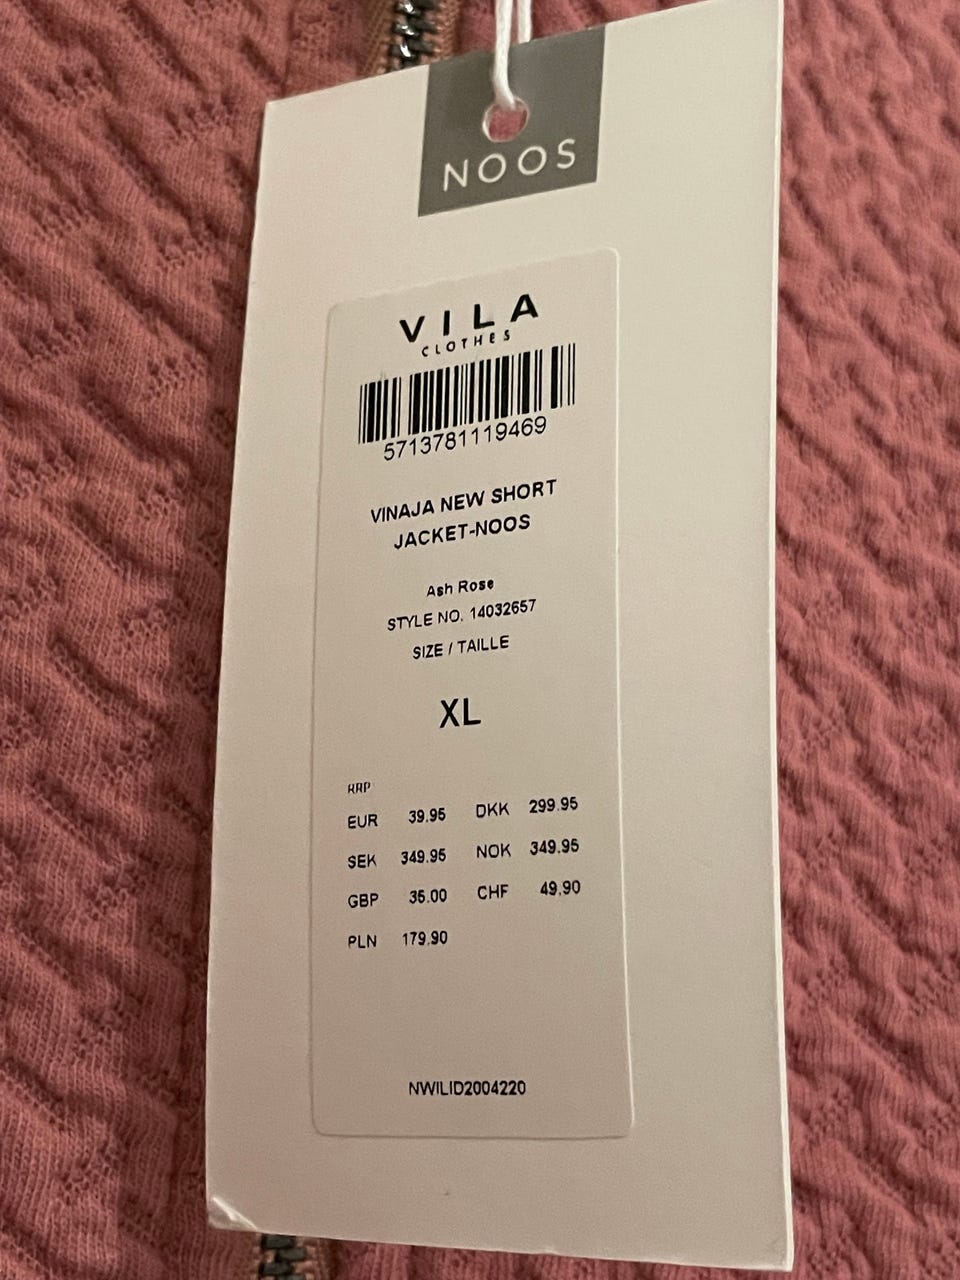 NOOS
VILA
CLOTHES
5713781119469
VINAJA NEW SHORT
JACKET-NOOS
Ash Rose
STYLE NO. 14032657
SIZE / TAILLE
XL
RRP
EUR 39.95 DKK 299.95
SEK 349.95 NOK 349.95
GBP 35.00 CHF 49.90
PLN 179.90
NWILID2004220